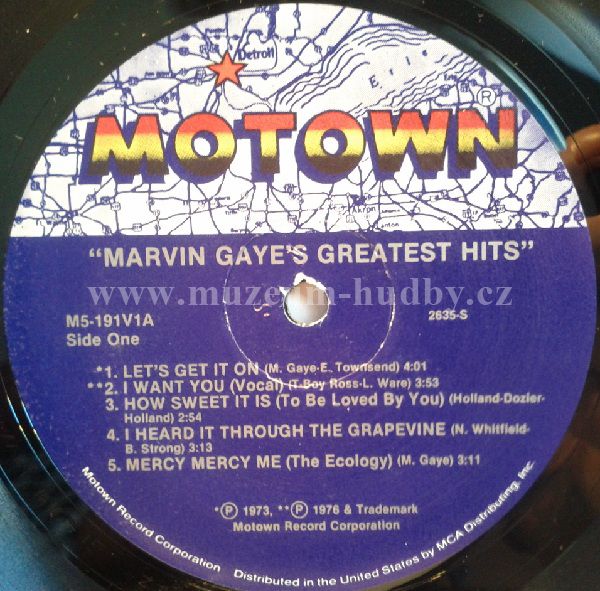 Detroit
Erie
MOTOWN®
Akron
"MARVIN GAYE'S GREATEST HITS"
www.muzeum-hudby.cz
M5-191V1A
2635-S
Side One
*1. LET'S GET IT ON (M. Gaye-E. Townsend) 4:01
**2. I WANT YOU (Vocal) (T-Boy Ross-L. Ware) 3:53
3. HOW SWEET IT IS (To Be Loved By You) (Holland-Dozier-
Holland) 2:54
4. I HEARD IT THROUGH THE GRAPEVINE (N. Whitfield-
B. Strong) 3:13
5. MERCY MERCY ME (The Ecology) (M. Gaye) 3:11
*Ⓟ 1973, **Ⓟ 1976 & Trademark
Motown Record Corporation
Motown Record Corporation
Distributed in the United States by MCA Distributing, Inc.